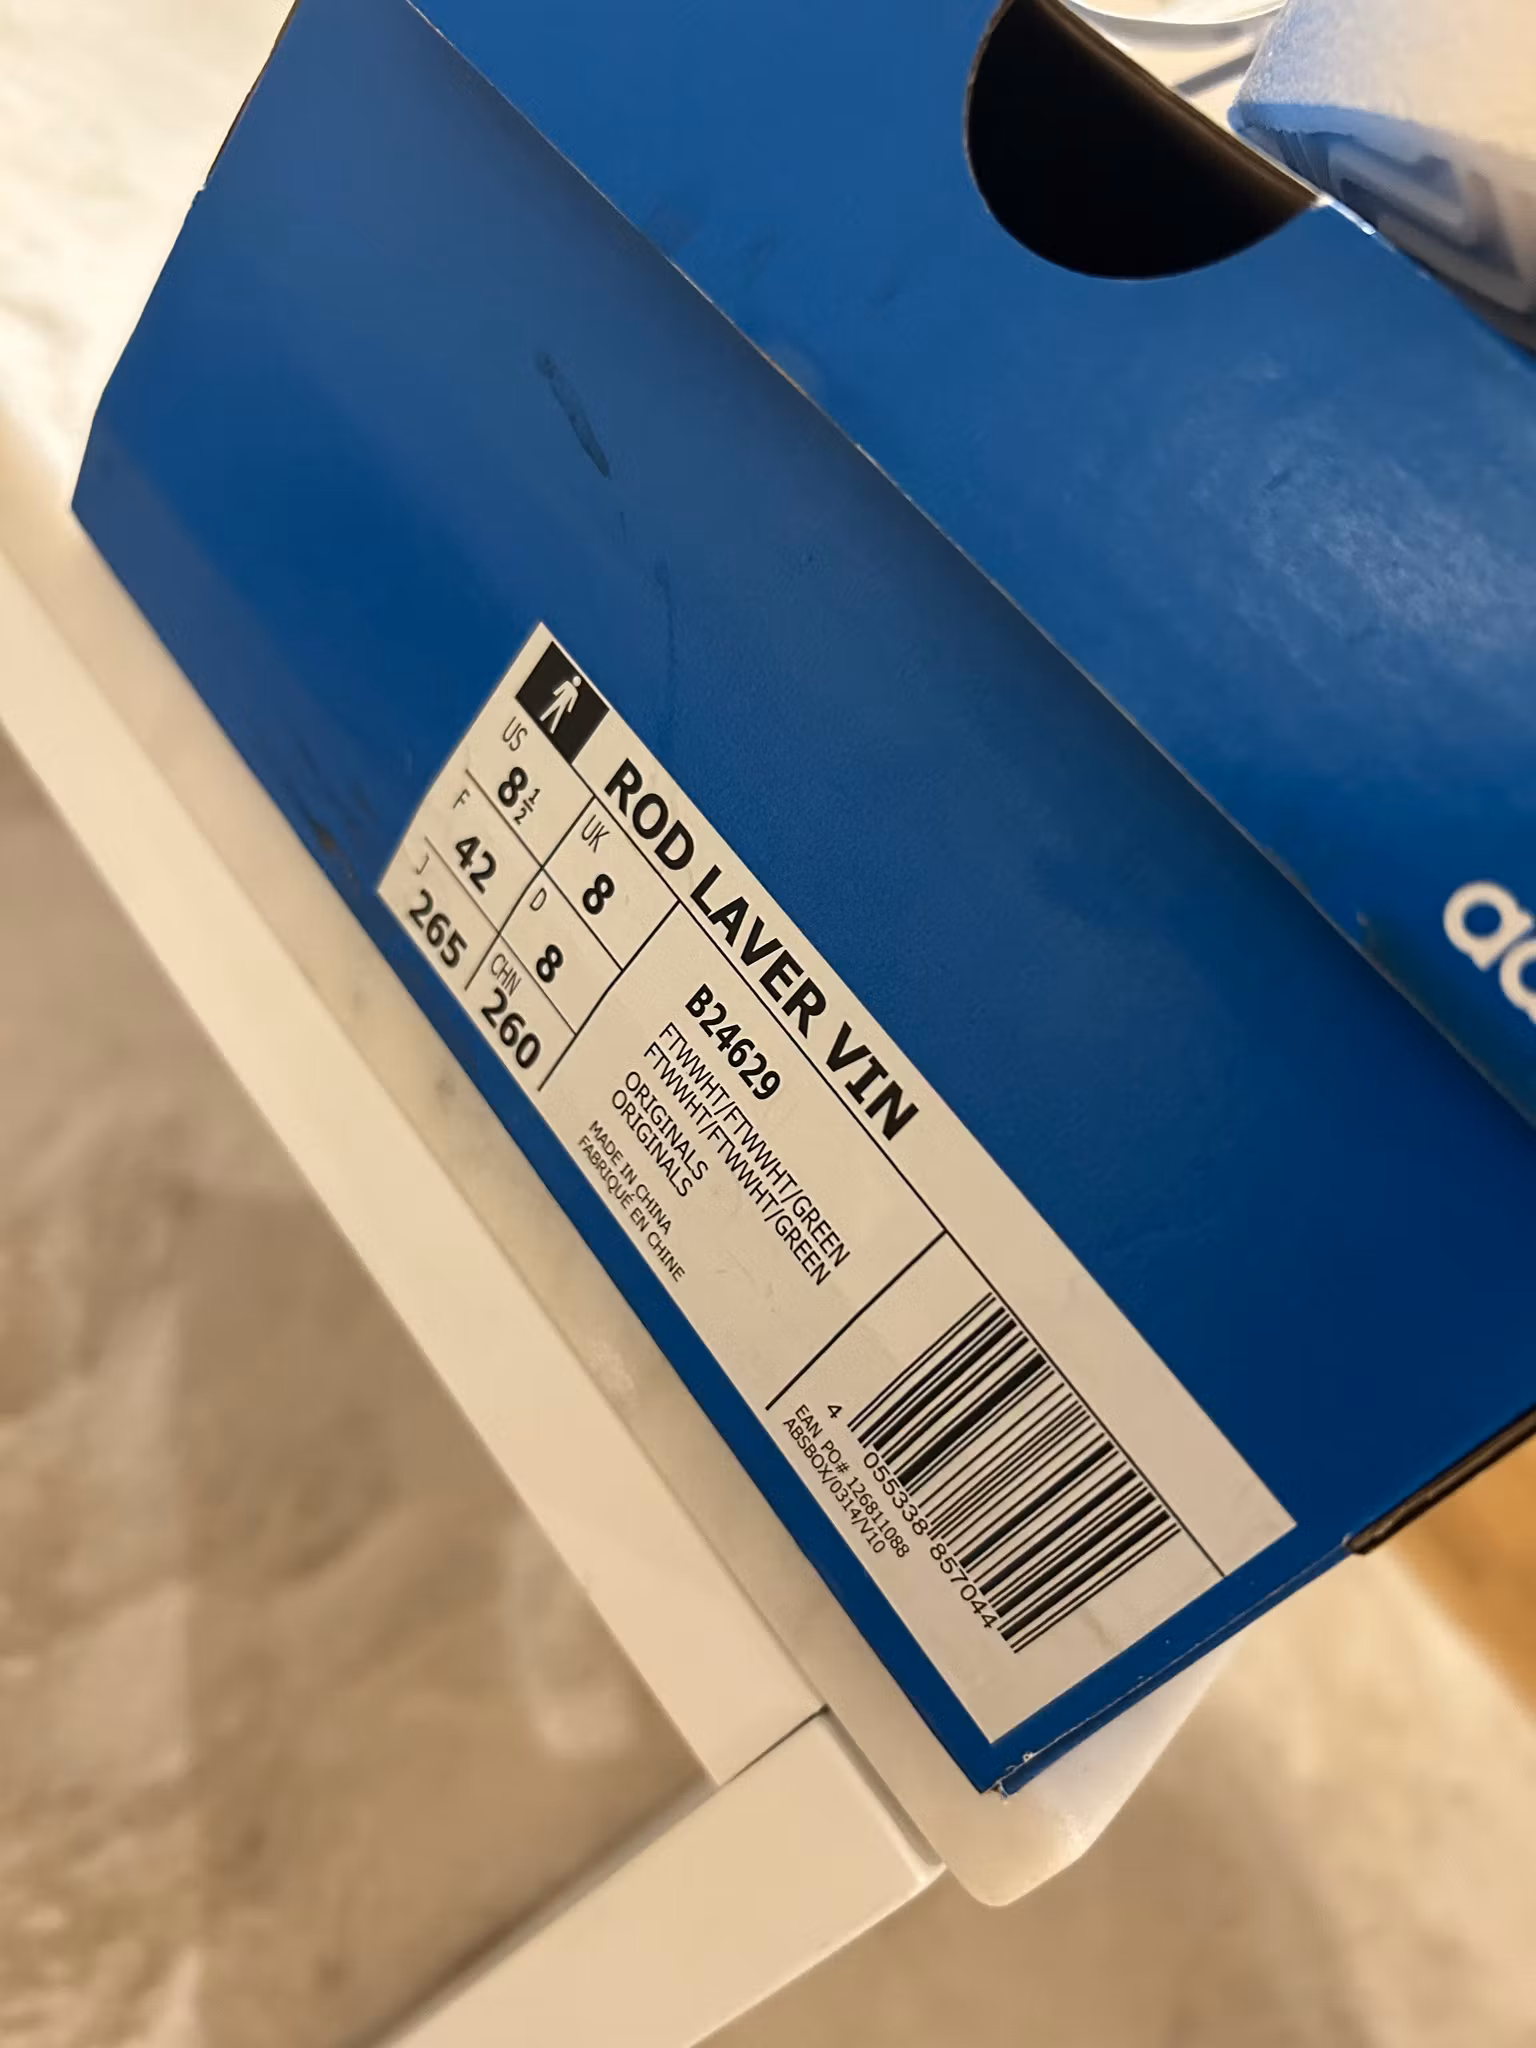 ROD LAVER VIN
US 8½ UK 8
F 42 D 8
J 265 CHN 260
B24629
FTWWHT/FTWWHT/GREEN
FTWWHT/FTWWHT/GREEN
ORIGINALS
ORIGINALS
MADE IN CHINA
FABRIQUÉ EN CHINE
4 055338 857044
EAN PO# 126811088
ABSBOX/0314/V10